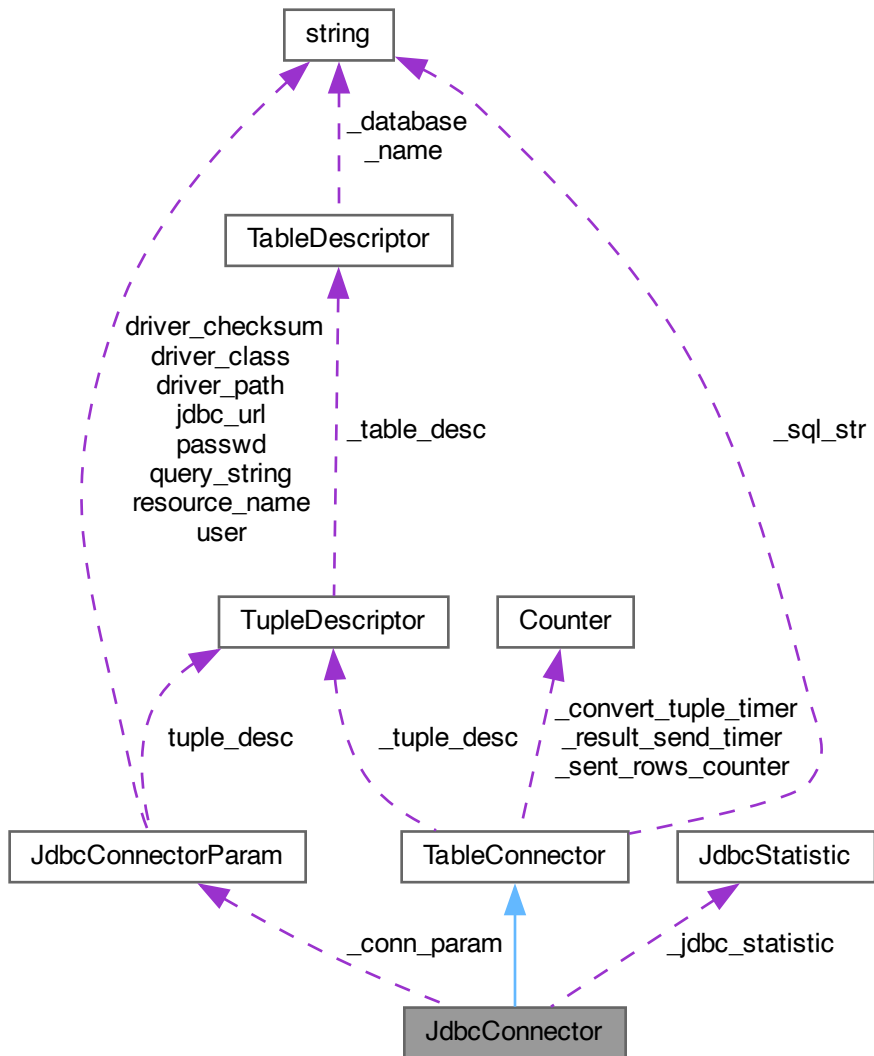 string
_database
_name
TableDescriptor
driver_checksum
driver_class
driver_path
jdbc_url
passwd
query_string
resource_name
user
_table_desc
_sql_str
TupleDescriptor
Counter
tuple_desc
_tuple_desc
_convert_tuple_timer
_result_send_timer
_sent_rows_counter
JdbcConnectorParam
TableConnector
JdbcStatistic
_conn_param
_jdbc_statistic
JdbcConnector